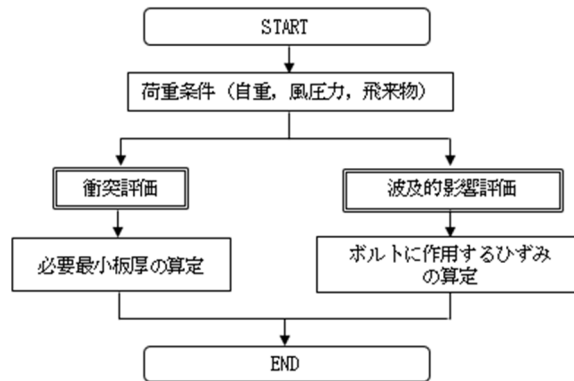 START
荷重条件（自重，風圧力，飛来物）
衝突評価
波及的影響評価
必要最小板厚の算定
ボルトに作用するひずみ
の算定
END